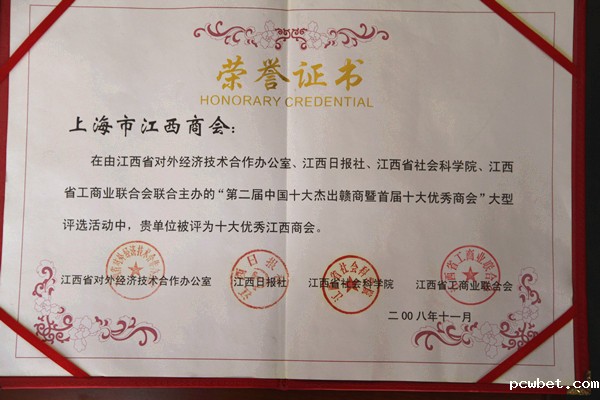 荣誉证书
HONORARY CREDENTIAL
上海市江西商会：
在由江西省对外经济技术合作办公室、江西日报社、江西省社会科学院、江西
省工商业联合会联合主办的“第二届中国十大杰出赣商暨首届十大优秀商会”大型
评选活动中，贵单位被评为十大优秀江西商会。
江西省对外经济技术合作办公室 江西日报社 江西省社会科学院 江西省工商业联合会
二00八年十一月
pcwbet.com